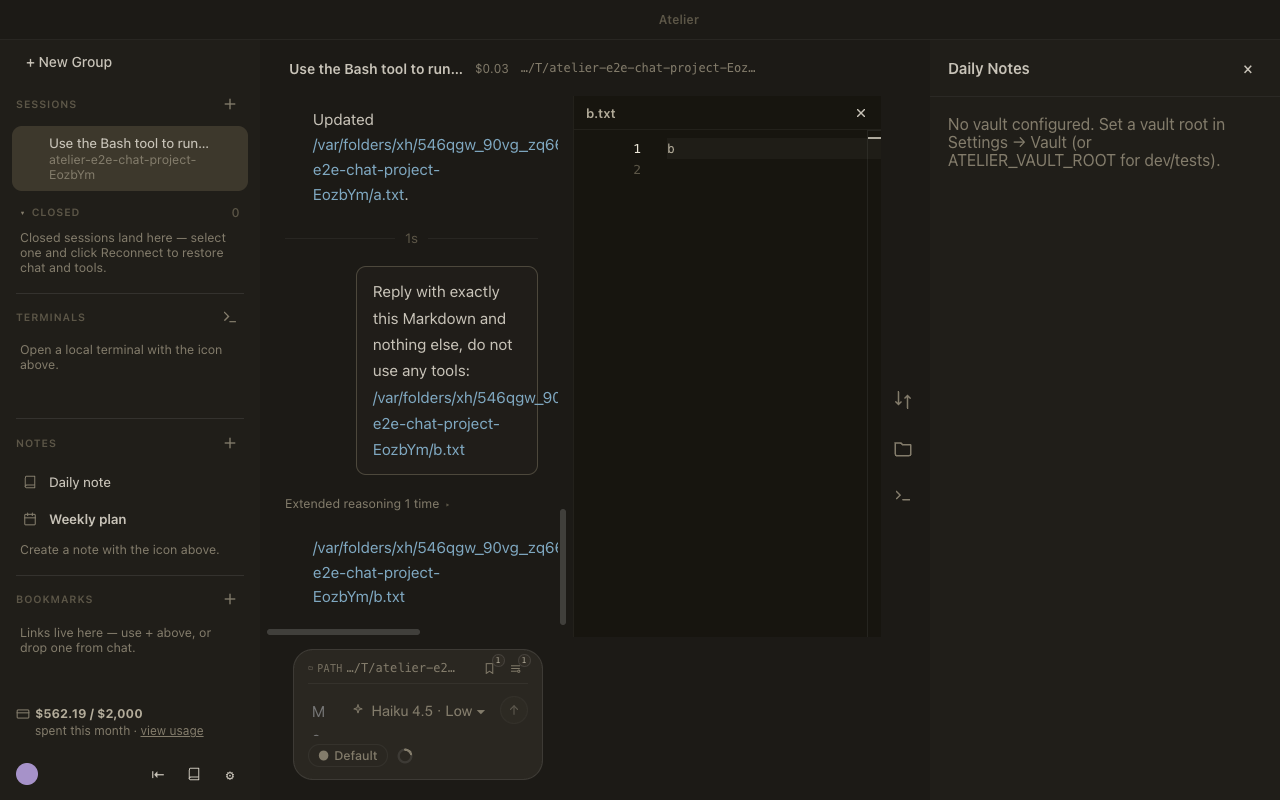 Atelier
+ New Group
SESSIONS
Use the Bash tool to run...
atelier-e2e-chat-project-
EozbYm
CLOSED
0
Closed sessions land here — select
one and click Reconnect to restore
chat and tools.
TERMINALS
Open a local terminal with the icon
above.
NOTES
Daily note
Weekly plan
Create a note with the icon above.
BOOKMARKS
Links live here — use + above, or
drop one from chat.
$562.19 / $2,000
spent this month · view usage
Use the Bash tool to run... $0.03 …/T/atelier-e2e-chat-project-Eoz…
Updated
/var/folders/xh/546qgw_90vg_zq66
e2e-chat-project-
EozbYm/a.txt.
1s
Reply with exactly
this Markdown and
nothing else, do not
use any tools:
/var/folders/xh/546qgw_90
e2e-chat-project-
EozbYm/b.txt
Extended reasoning 1 time
/var/folders/xh/546qgw_90vg_zq66
e2e-chat-project-
EozbYm/b.txt
PATH …/T/atelier-e2…
1
1
M
Haiku 4.5 · Low
Default
b.txt
1 b
2
Daily Notes
No vault configured. Set a vault root in
Settings → Vault (or
ATELIER_VAULT_ROOT for dev/tests).